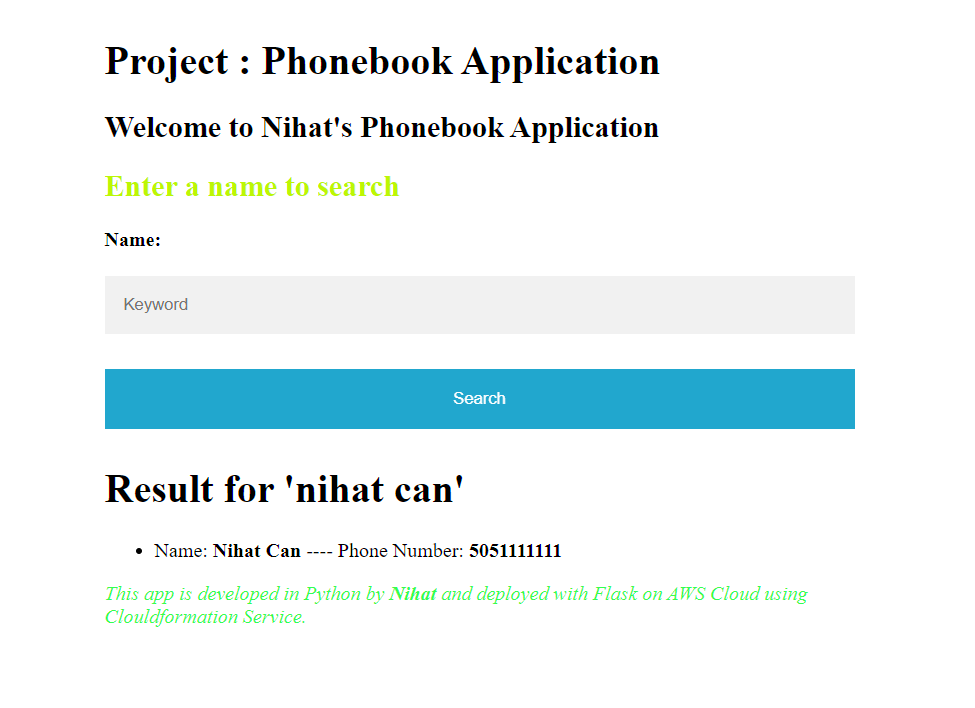 Project : Phonebook Application
Welcome to Nihat's Phonebook Application
Enter a name to search
Name:
Keyword
Search
Result for 'nihat can'
• Name: Nihat Can ---- Phone Number: 5051111111
This app is developed in Python by Nihat and deployed with Flask on AWS Cloud using
Clouldformation Service.